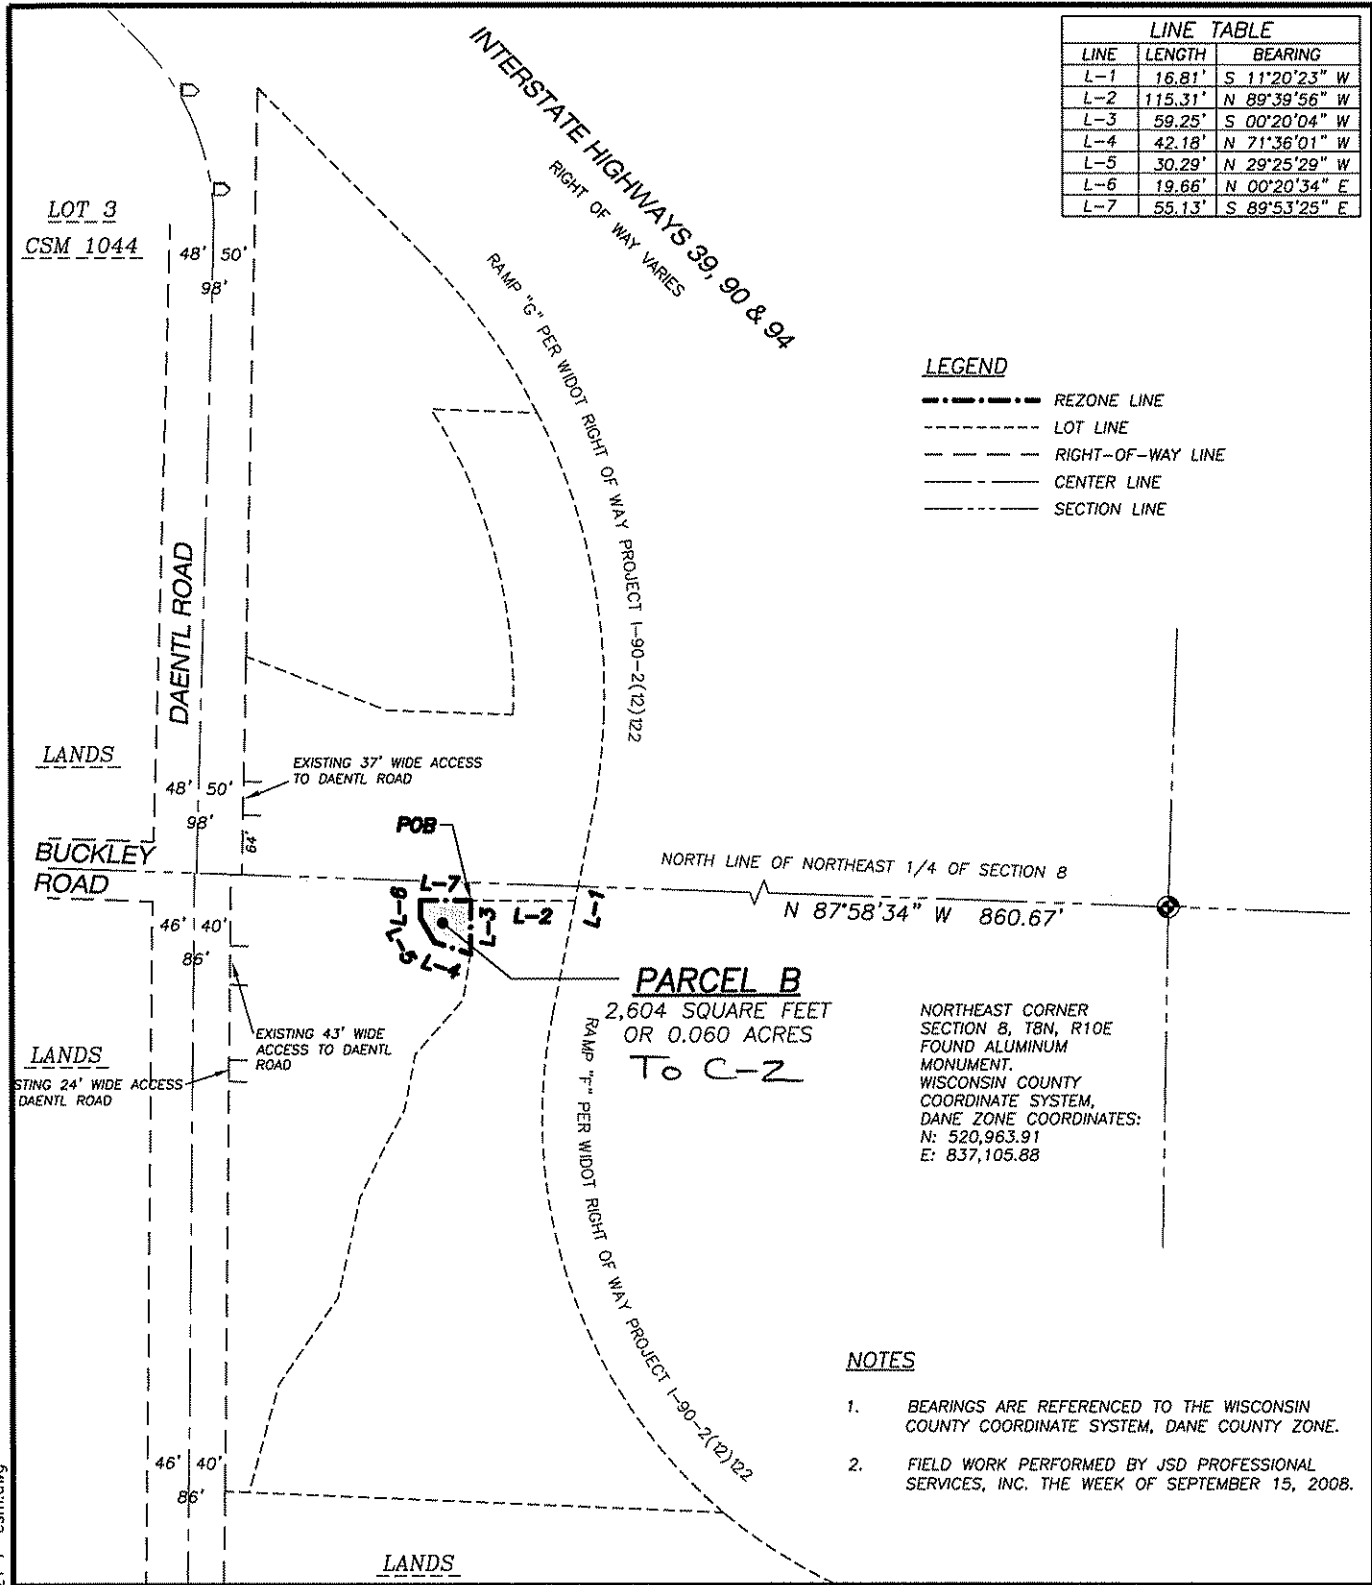 LINE TABLE
LINE LENGTH BEARING
L-1 16.81' S 11°20'23" W
L-2 115.31' N 89°39'56" W
L-3 59.25' S 00°20'04" W
L-4 42.18' N 71°36'01" W
L-5 30.29' N 29°25'29" W
L-6 19.66' N 00°20'34" E
L-7 55.13' S 89°53'25" E
INTERSTATE HIGHWAYS 39, 90 & 94
RIGHT OF WAY VARIES
LOT 3
CSM 1044
48' 50'
98'
RAMP "G" PER WIDOT RIGHT OF WAY PROJECT I-90-2(12)122
LEGEND
REZONE LINE
LOT LINE
RIGHT-OF-WAY LINE
CENTER LINE
SECTION LINE
DAENTL ROAD
LANDS
EXISTING 37' WIDE ACCESS
TO DAENTL ROAD
48' 50'
98'
64'
POB
BUCKLEY
ROAD
NORTH LINE OF NORTHEAST 1/4 OF SECTION 8
N 87°58'34" W 860.67'
L-7
L-6
L-3
L-2
L-1
L-5
L-4
46' 40'
86'
PARCEL B
2,604 SQUARE FEET
OR 0.060 ACRES
To C-2
EXISTING 43' WIDE
ACCESS TO DAENTL
ROAD
LANDS
STING 24' WIDE ACCESS
DAENTL ROAD
NORTHEAST CORNER
SECTION 8, T8N, R10E
FOUND ALUMINUM
MONUMENT.
WISCONSIN COUNTY
COORDINATE SYSTEM,
DANE ZONE COORDINATES:
N: 520,963.91
E: 837,105.88
RAMP "F" PER WIDOT RIGHT OF WAY PROJECT I-90-2(12)122
NOTES
1. BEARINGS ARE REFERENCED TO THE WISCONSIN
COUNTY COORDINATE SYSTEM, DANE COUNTY ZONE.
2. FIELD WORK PERFORMED BY JSD PROFESSIONAL
SERVICES, INC. THE WEEK OF SEPTEMBER 15, 2008.
46' 40'
86'
LANDS